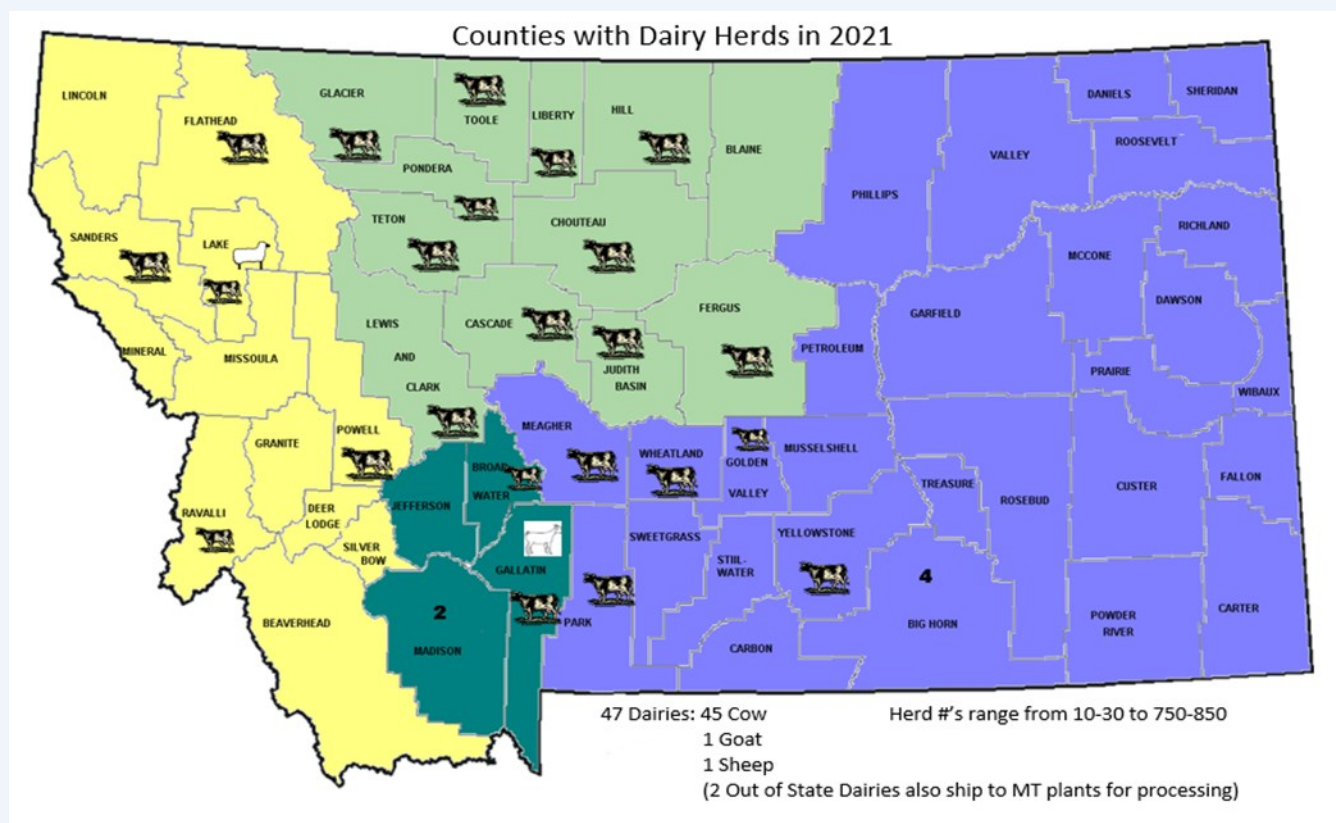 Counties with Dairy Herds in 2021
LINCOLN
FLATHEAD
GLACIER
TOOLE
LIBERTY
HILL
BLAINE
PHILLIPS
VALLEY
DANIELS
SHERIDAN
ROOSEVELT
PONDERA
TETON
CHOUTEAU
SANDERS
LAKE
RICHLAND
MCCONE
DAWSON
GARFIELD
FERGUS
PETROLEUM
LEWIS
AND
CLARK
CASCADE
JUDITH
BASIN
MINERAL
MISSOULA
PRAIRIE
WIBAUX
POWELL
GRANITE
MEAGHER
WHEATLAND
GOLDEN
VALLEY
MUSSELSHELL
TREASURE
ROSEBUD
CUSTER
FALLON
BROAD
WATER
JEFFERSON
DEER
LODGE
RAVALLI
SILVER
BOW
GALLATIN
SWEETGRASS
STIIL-
WATER
YELLOWSTONE
4
BIG HORN
POWDER
RIVER
CARTER
BEAVERHEAD
2
MADISON
PARK
CARBON
47 Dairies: 45 Cow
1 Goat
1 Sheep
(2 Out of State Dairies also ship to MT plants for processing)
Herd #'s range from 10-30 to 750-850